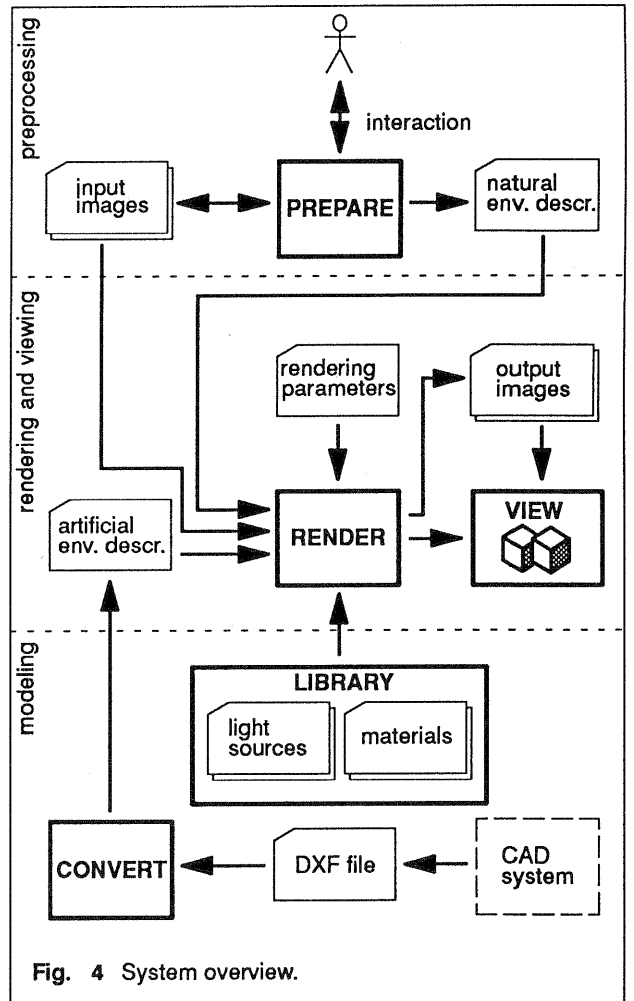 preprocessing
interaction
input
images
PREPARE
natural
env. descr.
rendering and viewing
rendering
parameters
output
images
artificial
env. descr.
RENDER
VIEW
modeling
LIBRARY
light
sources
materials
CONVERT
DXF file
CAD
system
Fig. 4 System overview.